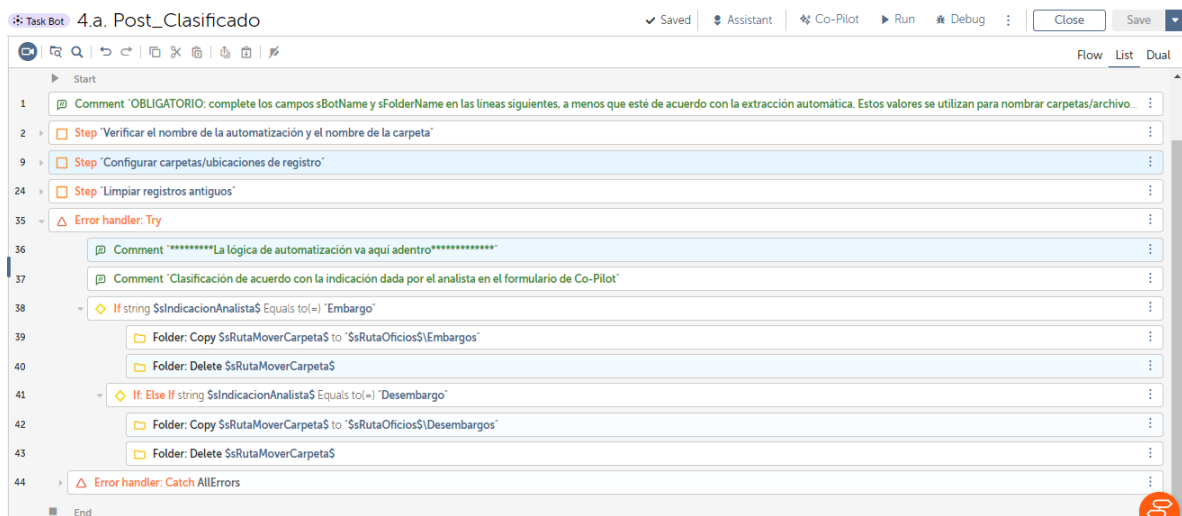 Task Bot 4.a. Post_Clasificado Saved Assistant Co-Pilot Run Debug Close Save
Flow List Dual
Start
1 Comment "OBLIGATORIO: complete los campos sBotName y sFolderName en las líneas siguientes, a menos que esté de acuerdo con la extracción automática. Estos valores se utilizan para nombrar carpetas/archivo...
2 Step "Verificar el nombre de la automatización y el nombre de la carpeta"
9 Step "Configurar carpetas/ubicaciones de registro"
24 Step "Limpiar registros antiguos"
35 Error handler: Try
36 Comment "*********La lógica de automatización va aquí adentro*************"
37 Comment "Clasificación de acuerdo con la indicación dada por el analista en el formulario de Co-Pilot"
38 If string $sIndicacionAnalista$ Equals to(=) "Embargo"
39 Folder: Copy $sRutaMoverCarpeta$ to "$sRutaOficios$\Embargos"
40 Folder: Delete $sRutaMoverCarpeta$
41 If: Else If string $sIndicacionAnalista$ Equals to(=) "Desembargo"
42 Folder: Copy $sRutaMoverCarpeta$ to "$sRutaOficios$\Desembargos"
43 Folder: Delete $sRutaMoverCarpeta$
44 Error handler: Catch AllErrors
End